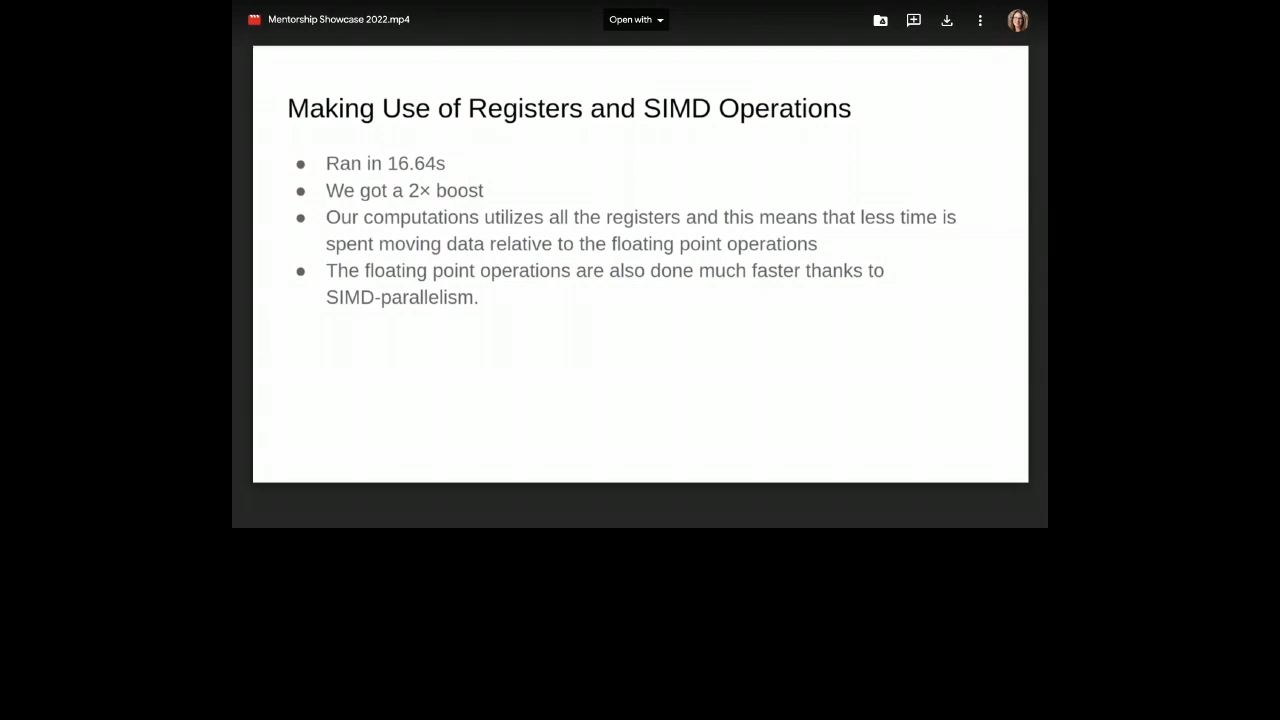 Mentorship Showcase 2022.mp4
Open with
Making Use of Registers and SIMD Operations
● Ran in 16.64s
● We got a 2× boost
● Our computations utilizes all the registers and this means that less time is
spent moving data relative to the floating point operations
● The floating point operations are also done much faster thanks to
SIMD-parallelism.